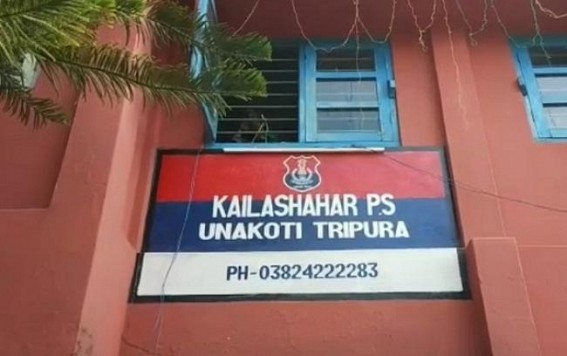 KAILASHAHAR P.S
UNAKOTI TRIPURA
PH-03824222283